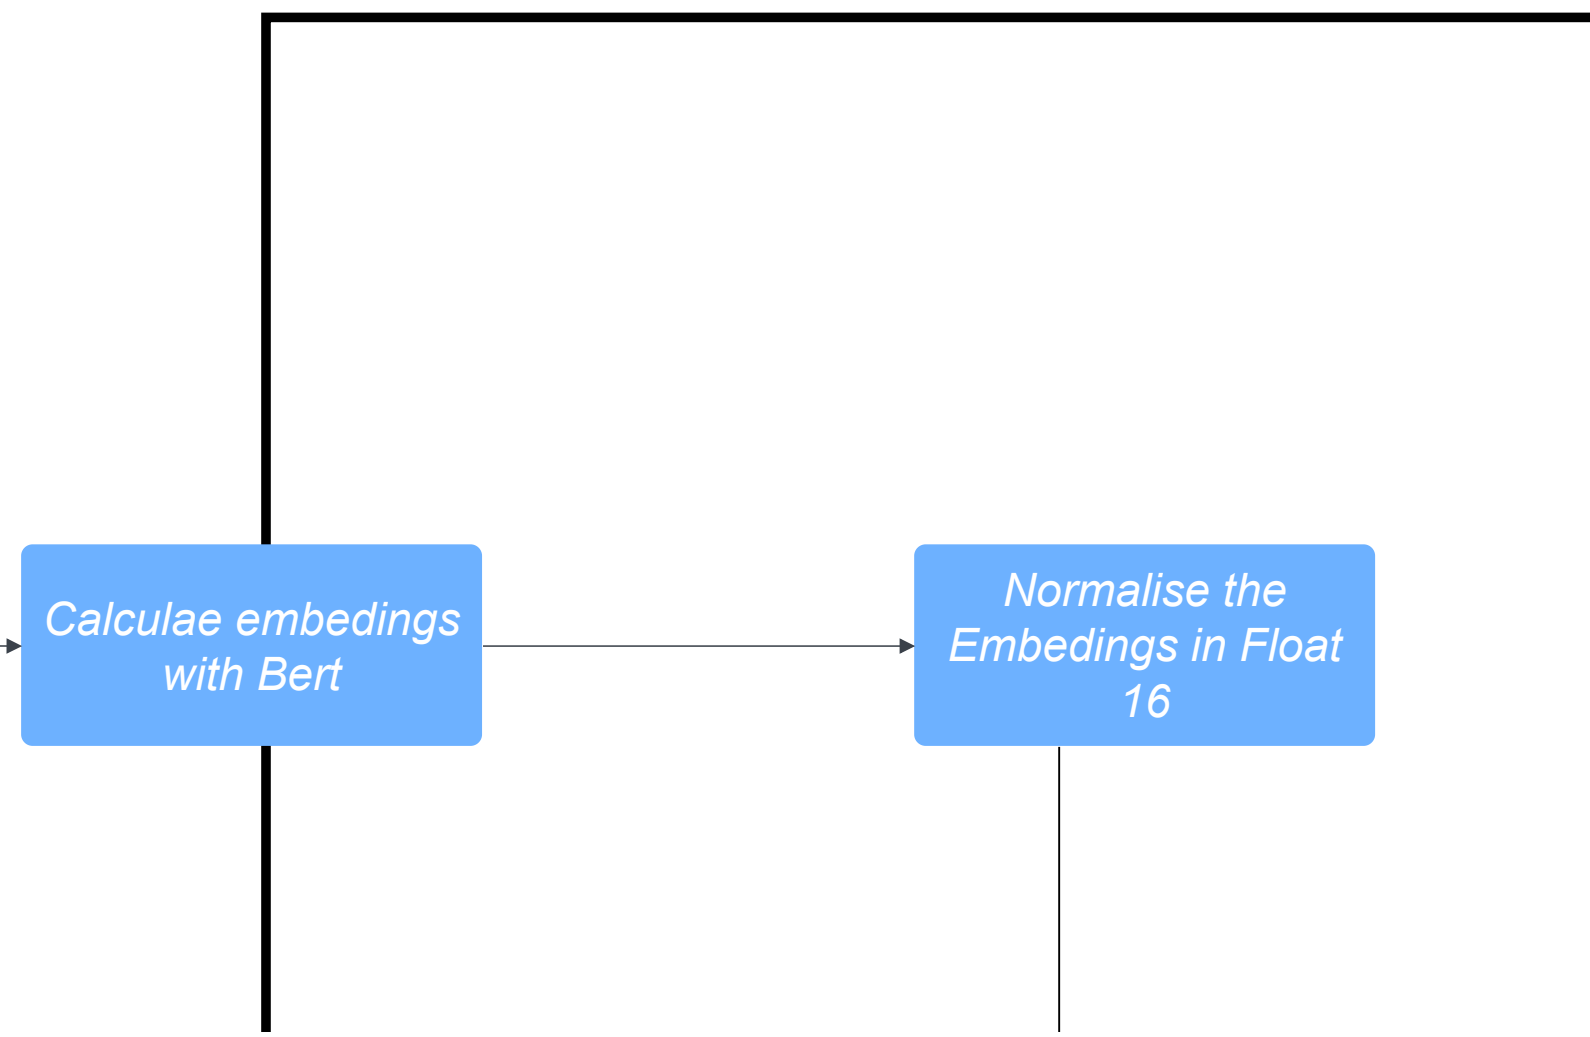 Calculae embedings
with Bert
Normalise the
Embedings in Float
16